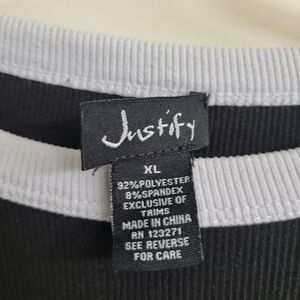 Justify
XL
92%POLYESTER
8%SPANDEX
EXCLUSIVE OF
TRIMS
MADE IN CHINA
RN 123271
SEE REVERSE
FOR CARE